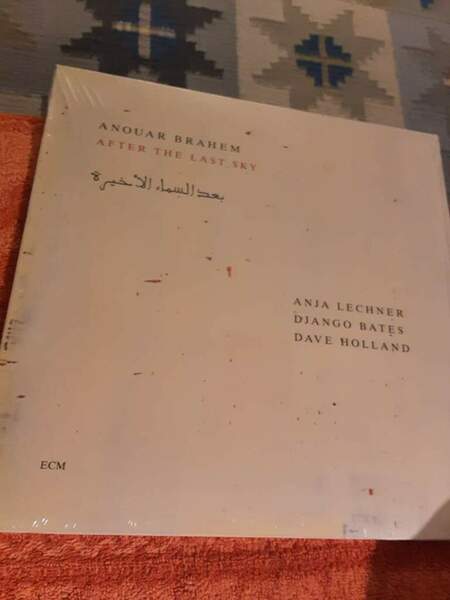 ANOUAR BRAHEM
AFTER THE LAST SKY
بعد السماء الأخيرة
ANJA LECHNER
DJANGO BATES
DAVE HOLLAND
ECM